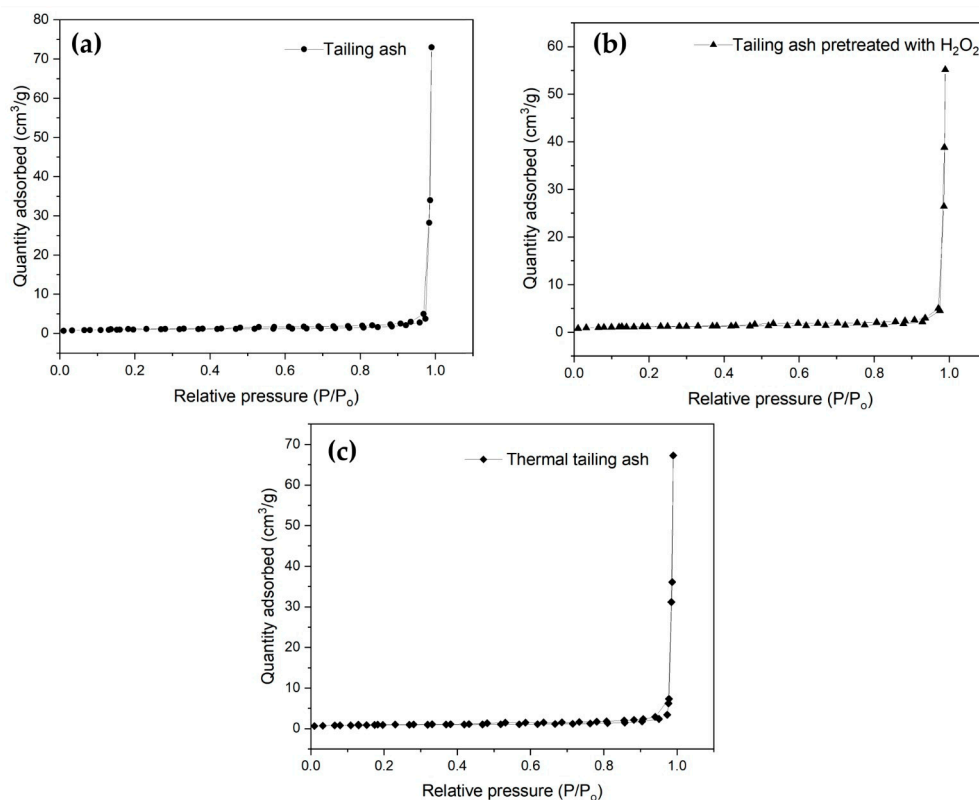 (a)
Tailing ash
Quantity adsorbed (cm³/g)
80
70
60
50
40
30
20
10
0
0.0 0.2 0.4 0.6 0.8 1.0
Relative pressure (P/Pₒ)
(b)
Tailing ash pretreated with H₂O₂
Quantity adsorbed (cm³/g)
60
50
40
30
20
10
0
0.0 0.2 0.4 0.6 0.8 1.0
Relative pressure (P/Pₒ)
(c)
Thermal tailing ash
Quantity adsorbed (cm³/g)
70
60
50
40
30
20
10
0
0.0 0.2 0.4 0.6 0.8 1.0
Relative pressure (P/Pₒ)